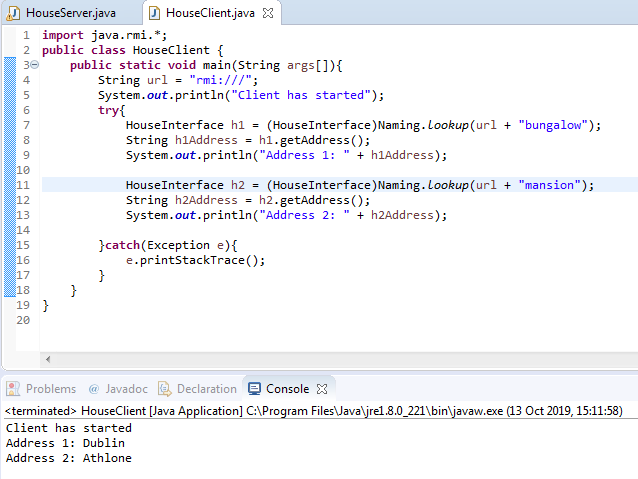 HouseServer.java HouseClient.java
1 import java.rmi.*;
2 public class HouseClient {
3 public static void main(String args[]){
4 String url = "rmi:///";
5 System.out.println("Client has started");
6 try{
7 HouseInterface h1 = (HouseInterface)Naming.lookup(url + "bungalow");
8 String h1Address = h1.getAddress();
9 System.out.println("Address 1: " + h1Address);
10
11 HouseInterface h2 = (HouseInterface)Naming.lookup(url + "mansion");
12 String h2Address = h2.getAddress();
13 System.out.println("Address 2: " + h2Address);
14
15 }catch(Exception e){
16 e.printStackTrace();
17 }
18 }
19 }
20
Problems @ Javadoc Declaration Console
<terminated> HouseClient [Java Application] C:\Program Files\Java\jre1.8.0_221\bin\javaw.exe (13 Oct 2019, 15:11:58)
Client has started
Address 1: Dublin
Address 2: Athlone